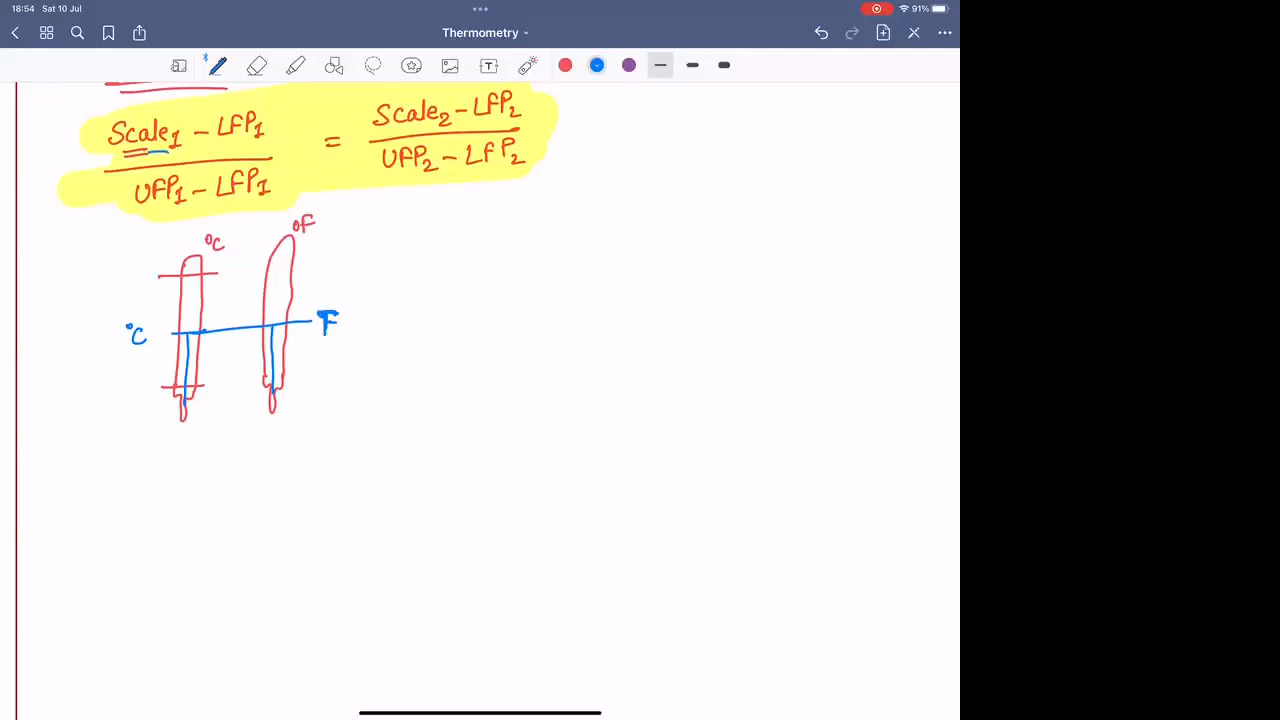 18:54 Sat 10 Jul
91%
Thermometry
Scale₁ - LFP₁ = Scale₂ - LFP₂
UFP₁ - LFP₁ UFP₂ - LFP₂
°C °F
°C F